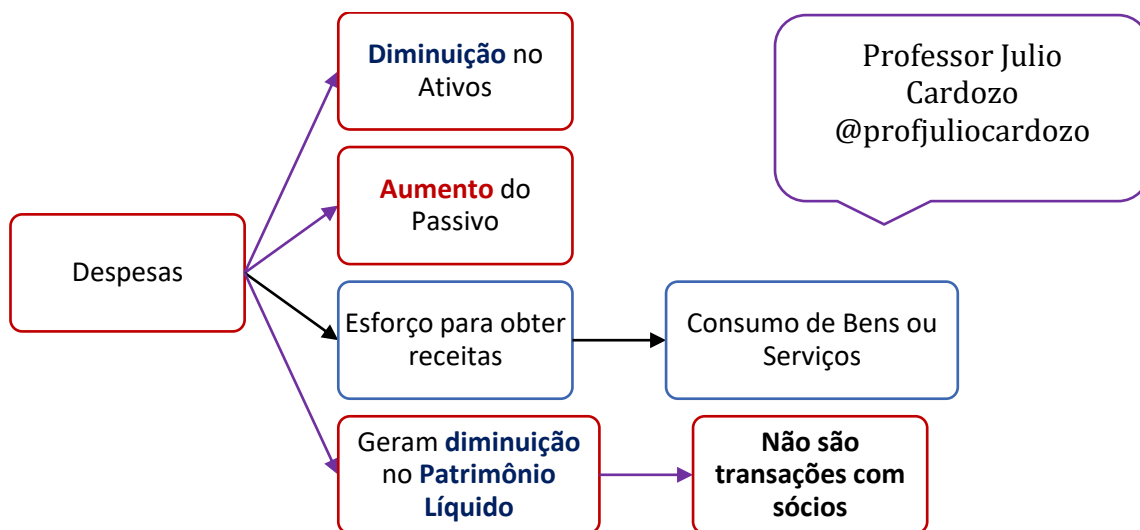 Diminuição no
Ativos
Professor Julio
Cardozo
@profjuliocardozo
Aumento do
Passivo
Despesas
Esforço para obter
receitas
Consumo de Bens ou
Serviços
Geram diminuição
no Patrimônio
Líquido
Não são
transações com
sócios